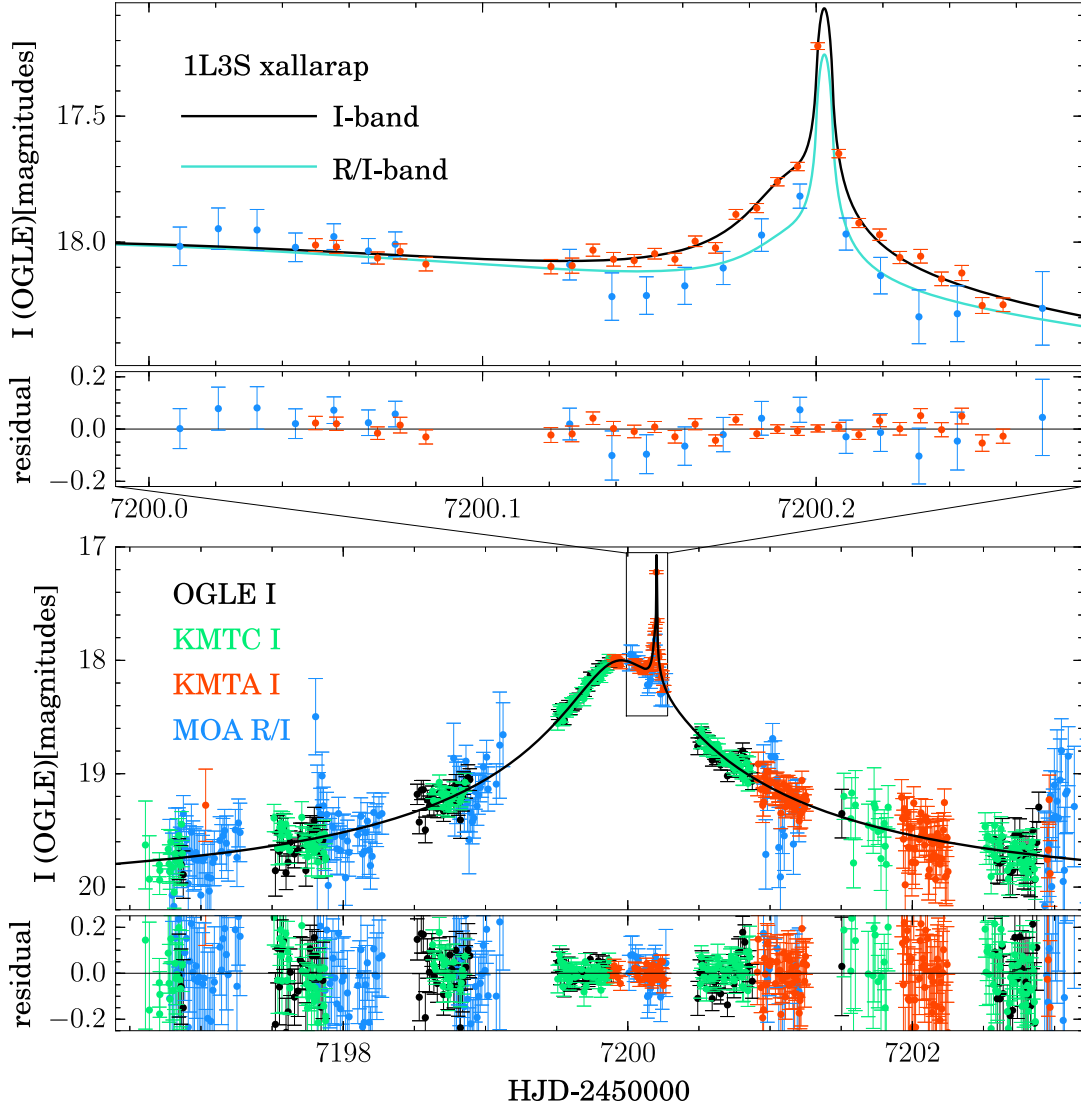 1L3S xallarap
I-band
R/I-band
17.5
18.0
I (OGLE)[magnitudes]
0.2
0.0
−0.2
residual
7200.0
7200.1
7200.2
17
18
19
20
I (OGLE)[magnitudes]
OGLE I
KMTC I
KMTA I
MOA R/I
0.2
0.0
−0.2
residual
7198
7200
7202
HJD-2450000